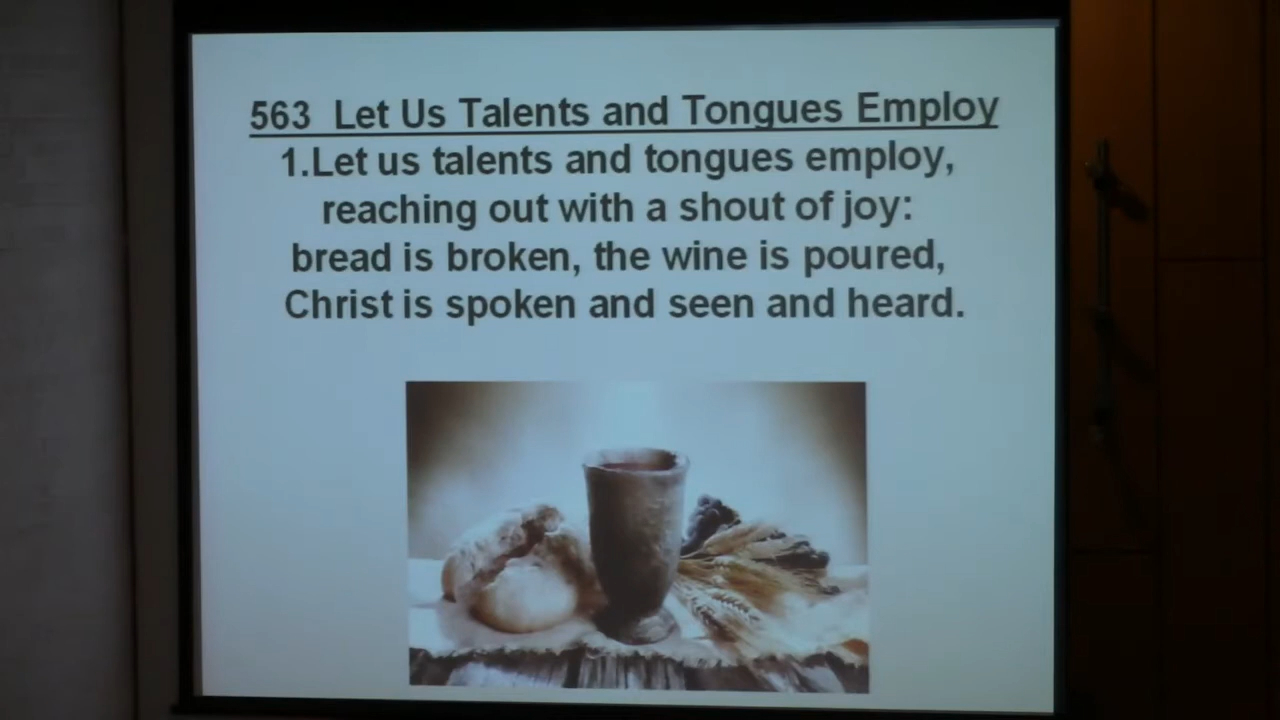 563  Let Us Talents and Tongues Employ
1.Let us talents and tongues employ,
reaching out with a shout of joy:
bread is broken, the wine is poured,
Christ is spoken and seen and heard.